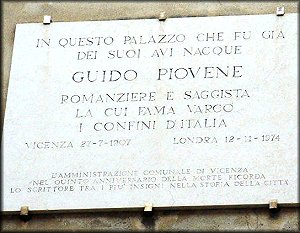 IN QUESTO PALAZZO CHE FU GIÀ
DEI SUOI AVI NACQUE
GUIDO PIOVENE
ROMANZIERE E SAGGISTA
LA CUI FAMA VARCÒ
I CONFINI D'ITALIA
VICENZA 27-7-1907 LONDRA 12-11-1974
L'AMMINISTRAZIONE COMUNALE DI VICENZA
NEL QUINTO ANNIVERSARIO DELLA MORTE RICORDA
LO SCRITTORE TRA I PIÙ INSIGNI NELLA STORIA DELLA CITTÀ